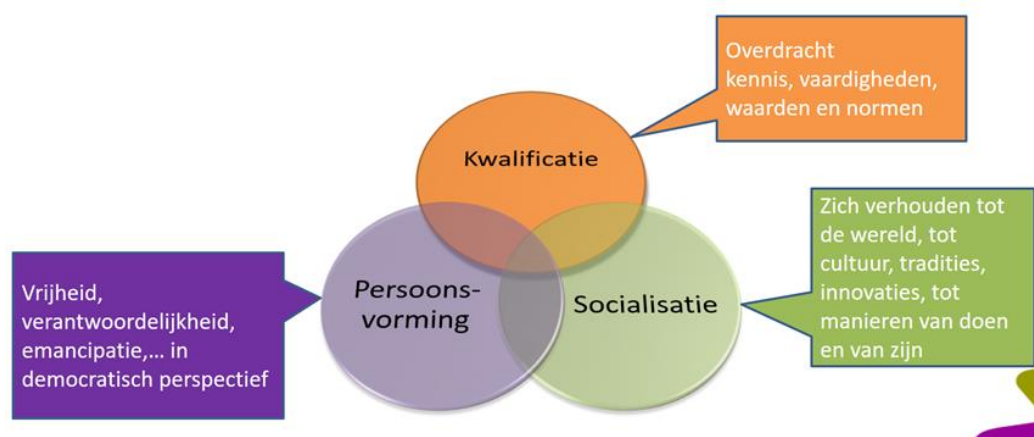 Overdracht
kennis, vaardigheden,
waarden en normen
Kwalificatie
Zich verhouden tot
de wereld, tot
cultuur, tradities,
innovaties, tot
manieren van doen
en van zijn
Vrijheid,
verantwoordelijkheid,
emancipatie,... in
democratisch perspectief
Persoons-
vorming
Socialisatie